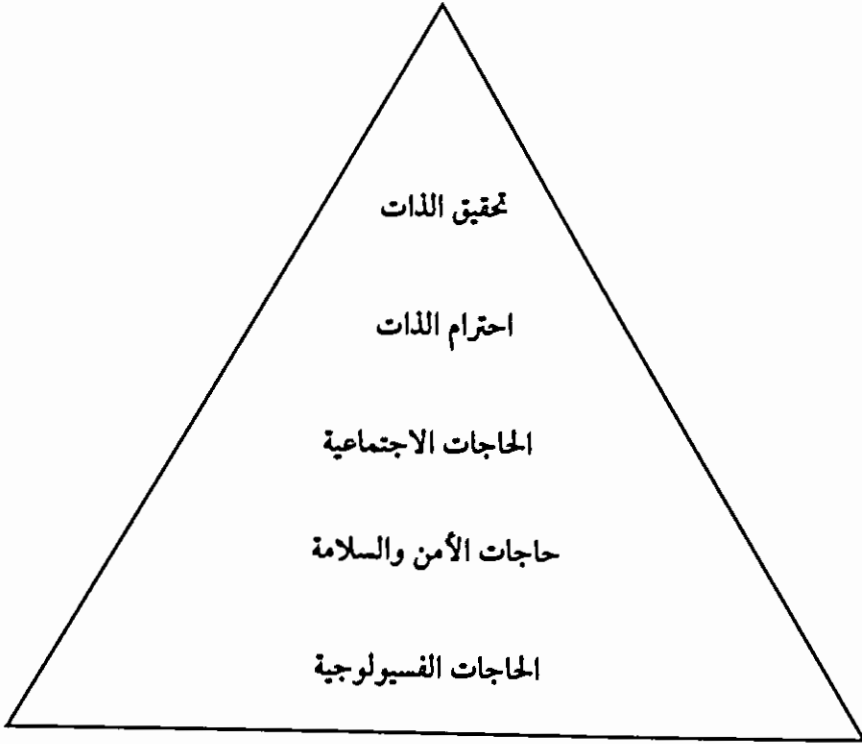 تحقيق الذات
احترام الذات
الحاجات الاجتماعية
حاجات الأمن والسلامة
الحاجات الفسيولوجية